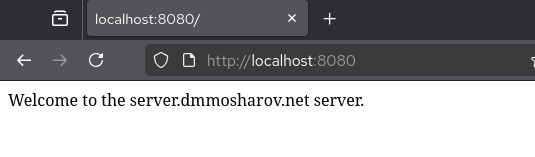 localhost:8080/
http://localhost:8080
Welcome to the server.dmmosharov.net server.